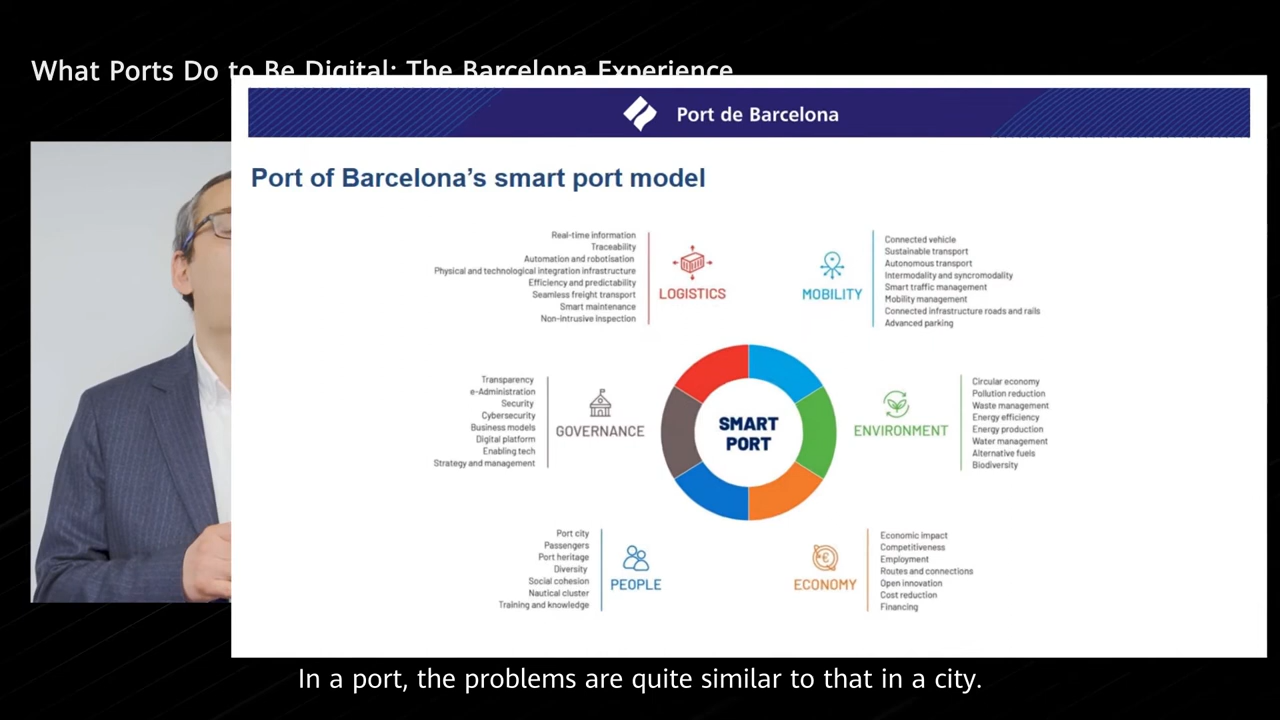 What Ports Do to Be Digital: The Barcelona Experience
Port de Barcelona
Port of Barcelona's smart port model
Real-time information
Traceability
Automation and robotisation
Physical and technological integration infrastructure
Efficiency and predictability
Seamless freight transport
Smart maintenance
Non-intrusive inspection
LOGISTICS
MOBILITY
Connected vehicle
Sustainable transport
Autonomous transport
Intermodality and syncromodality
Smart traffic management
Mobility management
Connected infrastructure roads and rails
Advanced parking
Transparency
e-Administration
Security
Cybersecurity
Business models
Digital platform
Enabling tech
Strategy and management
GOVERNANCE
SMART
PORT
ENVIRONMENT
Circular economy
Pollution reduction
Waste management
Energy efficiency
Energy production
Water management
Alternative fuels
Biodiversity
Port city
Passengers
Port heritage
Diversity
Social cohesion
Nautical cluster
Training and knowledge
PEOPLE
ECONOMY
Economic impact
Competitiveness
Employment
Routes and connections
Open innovation
Cost reduction
Financing
In a port, the problems are quite similar to that in a city.